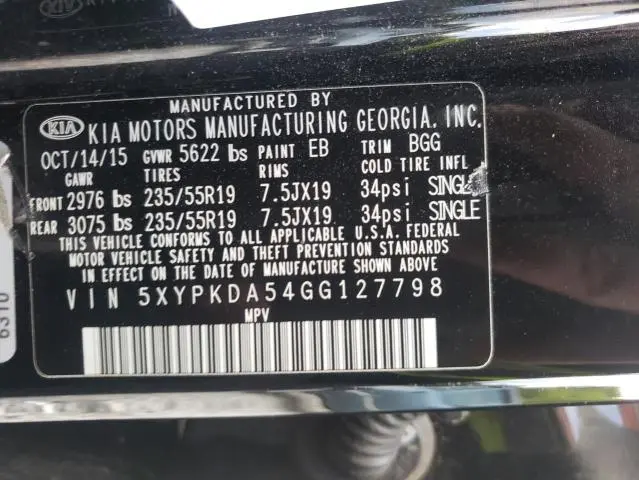 MANUFACTURED BY
KIA KIA MOTORS MANUFACTURING GEORGIA. INC.
OCT/14/15 GVWR 5622 lbs PAINT EB TRIM BGG
GAWR TIRES RIMS COLD TIRE INFL
FRONT 2976 lbs 235/55R19 7.5JX19 34psi SINGLE
REAR 3075 lbs 235/55R19 7.5JX19 34psi SINGLE
THIS VEHICLE CONFORMS TO ALL APPLICABLE U.S.A. FEDERAL
MOTOR VEHICLE SAFETY AND THEFT PREVENTION STANDARDS
IN EFFECT ON THE DATE OF MANUFACTURE SHOWN ABOVE.
VIN 5XYPKDA54GG127798
MPV
6310
KIA